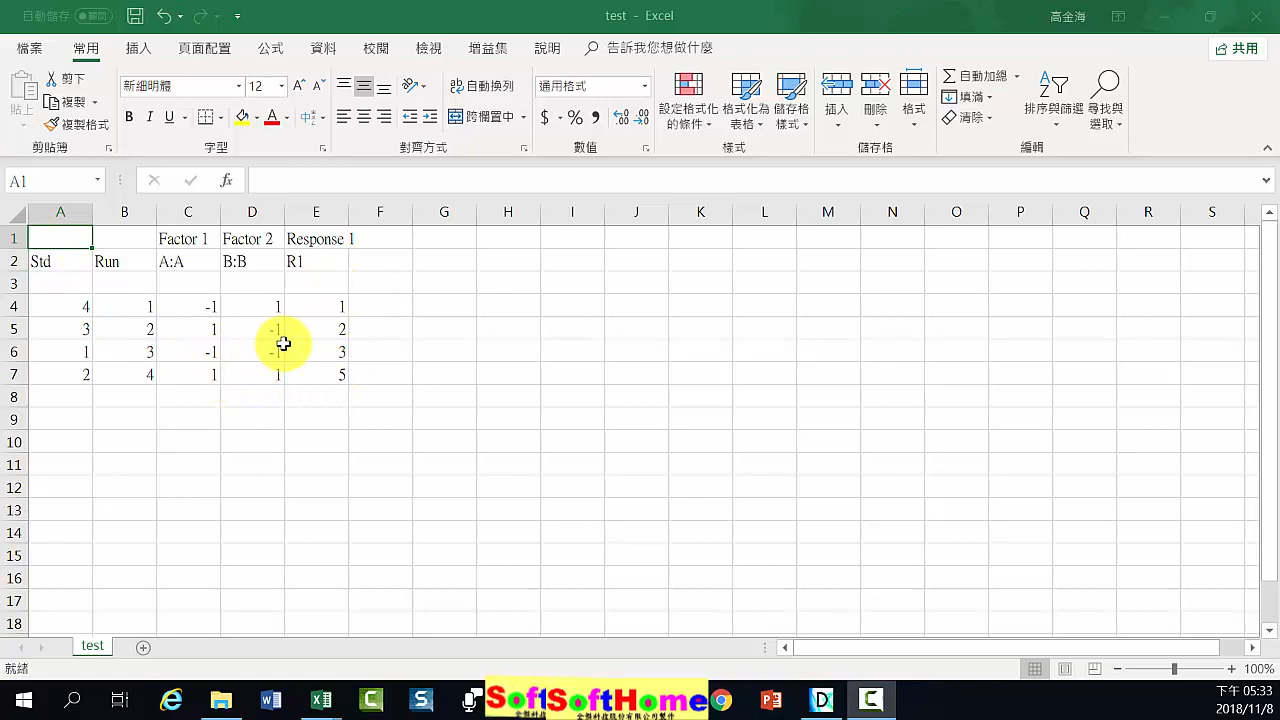 自動儲存
test - Excel
高金海
檔案 常用 插入 頁面配置 公式 資料 校閱 檢視 增益集 說明 告訴我您想做什麼 共用
貼上
剪下
複製
複製格式
剪貼簿
新細明體 12 A A
B I U A
字型
自動換列
跨欄置中
對齊方式
通用格式
$ % ,
數值
設定格式化的條件
格式化為表格
儲存格樣式
樣式
插入 刪除 格式
儲存格
自動加總
填滿
清除
排序與篩選
尋找與選取
編輯
A1 fx
A B C D E F G H I J K L M N O P Q R S
1 Factor 1 Factor 2 Response 1
2 Std Run A:A B:B R1
3
4 4 1 -1 1 1
5 3 2 1 -1 2
6 1 3 -1 -1 3
7 2 4 1 1 5
8
9
10
11
12
13
14
15
16
17
18
test
就緒
100%
SoftSoftHome
下午 05:33
2018/11/8